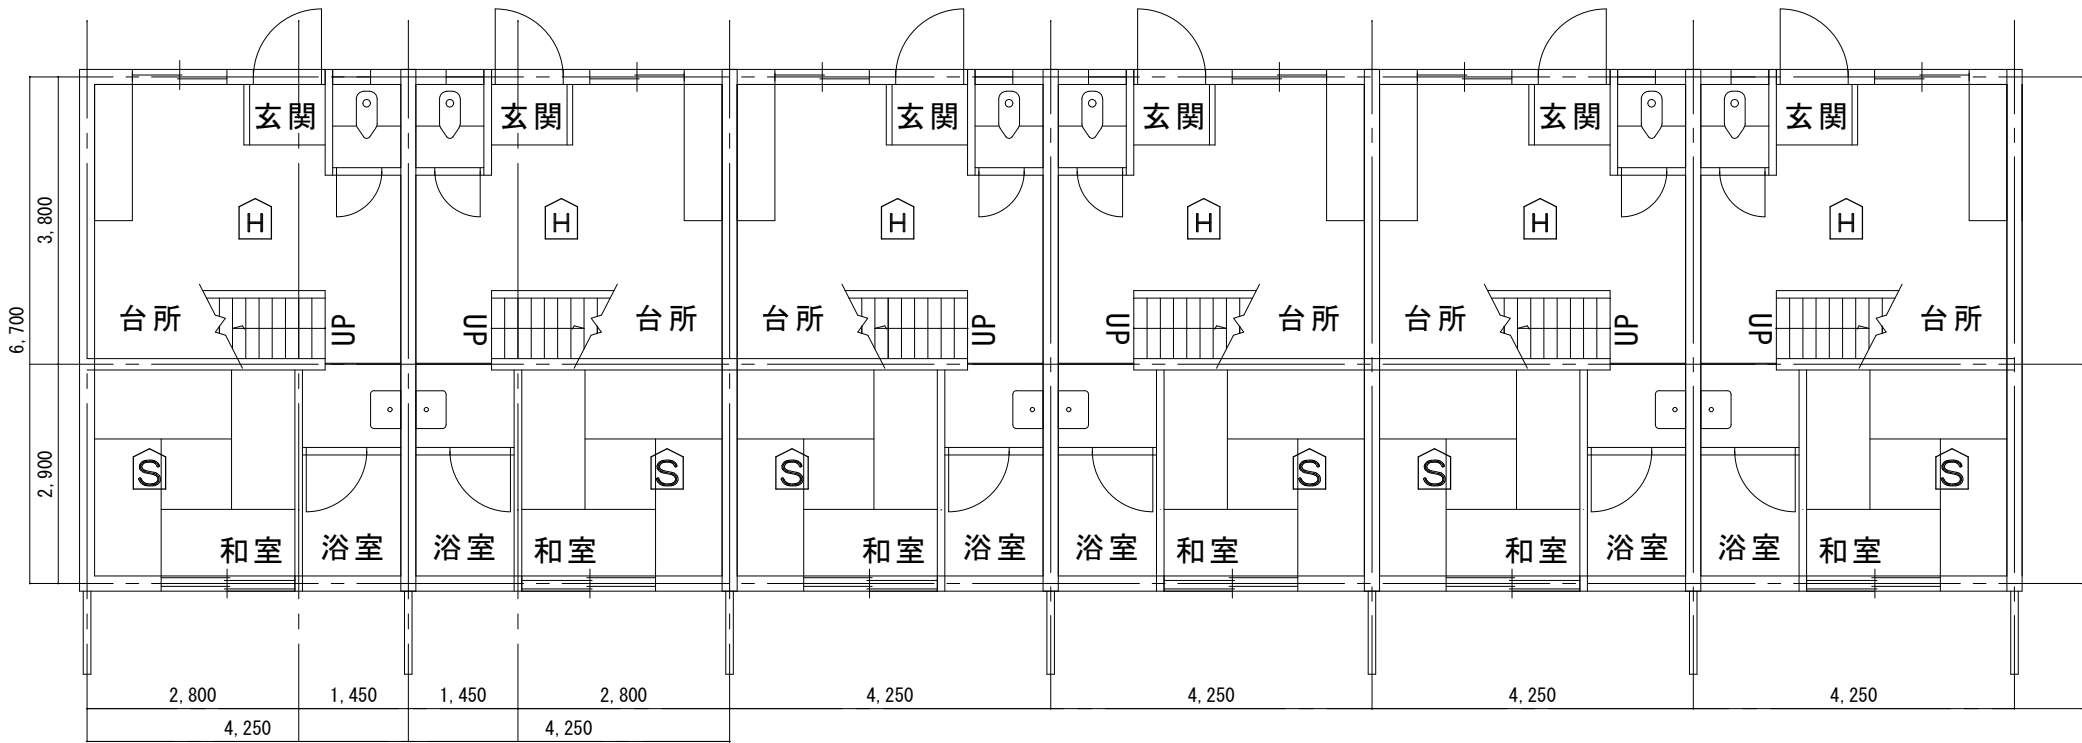 玄関 玄関 玄関 玄関 玄関 玄関
3,800
H H H H H H
6,700
台所 UP UP 台所 台所 UP UP 台所 台所 UP UP 台所
2,900
S S S S S S
和室 浴室 浴室 和室 和室 浴室 浴室 和室 和室 浴室 浴室 和室
2,800 1,450 1,450 2,800 4,250 4,250 4,250 4,250
4,250 4,250